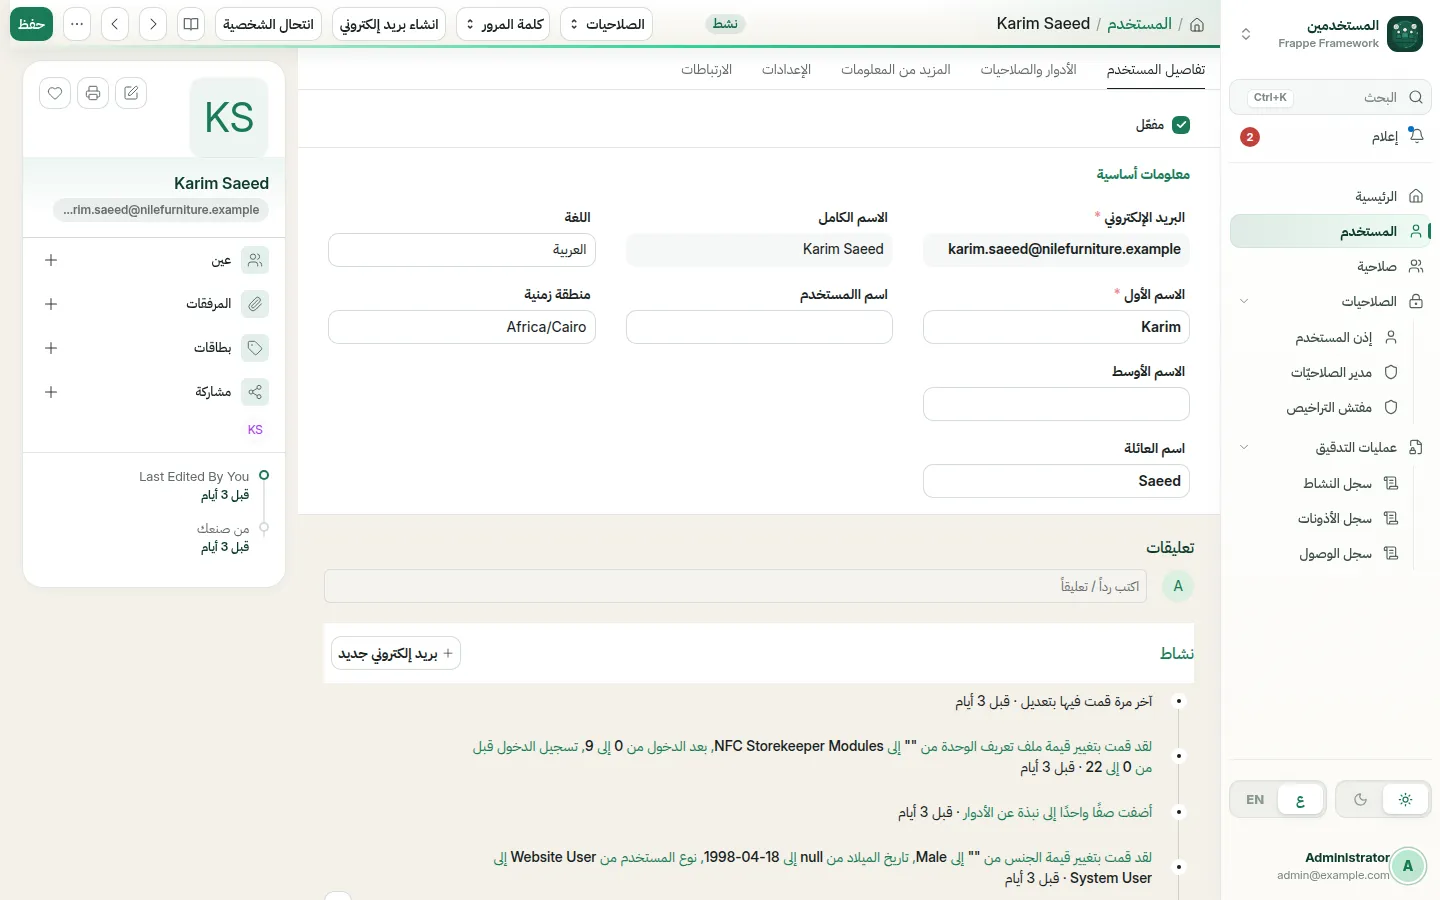 المستخدمين
Frappe Framework
البحث
Ctrl+K
إعلام
2
الرئيسية
المستخدم
صلاحية
الصلاحيات
إذن المستخدم
مدير الصلاحيّات
مفتش التراخيص
عمليات التدقيق
سجل النشاط
سجل الأذونات
سجل الوصول
ع
EN
Administrator
admin@example.com
A
/ المستخدم / Karim Saeed
نشط
الصلاحيات
كلمة المرور
انشاء بريد إلكتروني
انتحال الشخصية
حفظ
تفاصيل المستخدم
الأدوار والصلاحيات
المزيد من المعلومات
الإعدادات
الارتباطات
مفعّل
معلومات أساسية
البريد الإلكتروني *
الاسم الكامل
اللغة
karim.saeed@nilefurniture.example
Karim Saeed
العربية
الاسم الأول *
اسم االمستخدم
منطقة زمنية
Karim
Africa/Cairo
الاسم الأوسط
اسم العائلة
Saeed
تعليقات
A
اكتب رداً / تعليقاً
نشاط
بريد إلكتروني جديد
آخر مرة قمت فيها بتعديل · قبل 3 أيام
لقد قمت بتغيير قيمة ملف تعريف الوحدة من "" إلى NFC Storekeeper Modules, بعد الدخول من 0 إلى 9, تسجيل الدخول قبل
من 0 إلى 22 · قبل 3 أيام
أضفت صفًا واحدًا إلى نبذة عن الأدوار · قبل 3 أيام
لقد قمت بتغيير قيمة الجنس من "" إلى Male, تاريخ الميلاد من null إلى 1998-04-18, نوع المستخدم من Website User إلى
System User · قبل 3 أيام
KS
Karim Saeed
...rim.saeed@nilefurniture.example
عين
المرفقات
بطاقات
مشاركة
KS
Last Edited By You
قبل 3 أيام
من صنعك
قبل 3 أيام